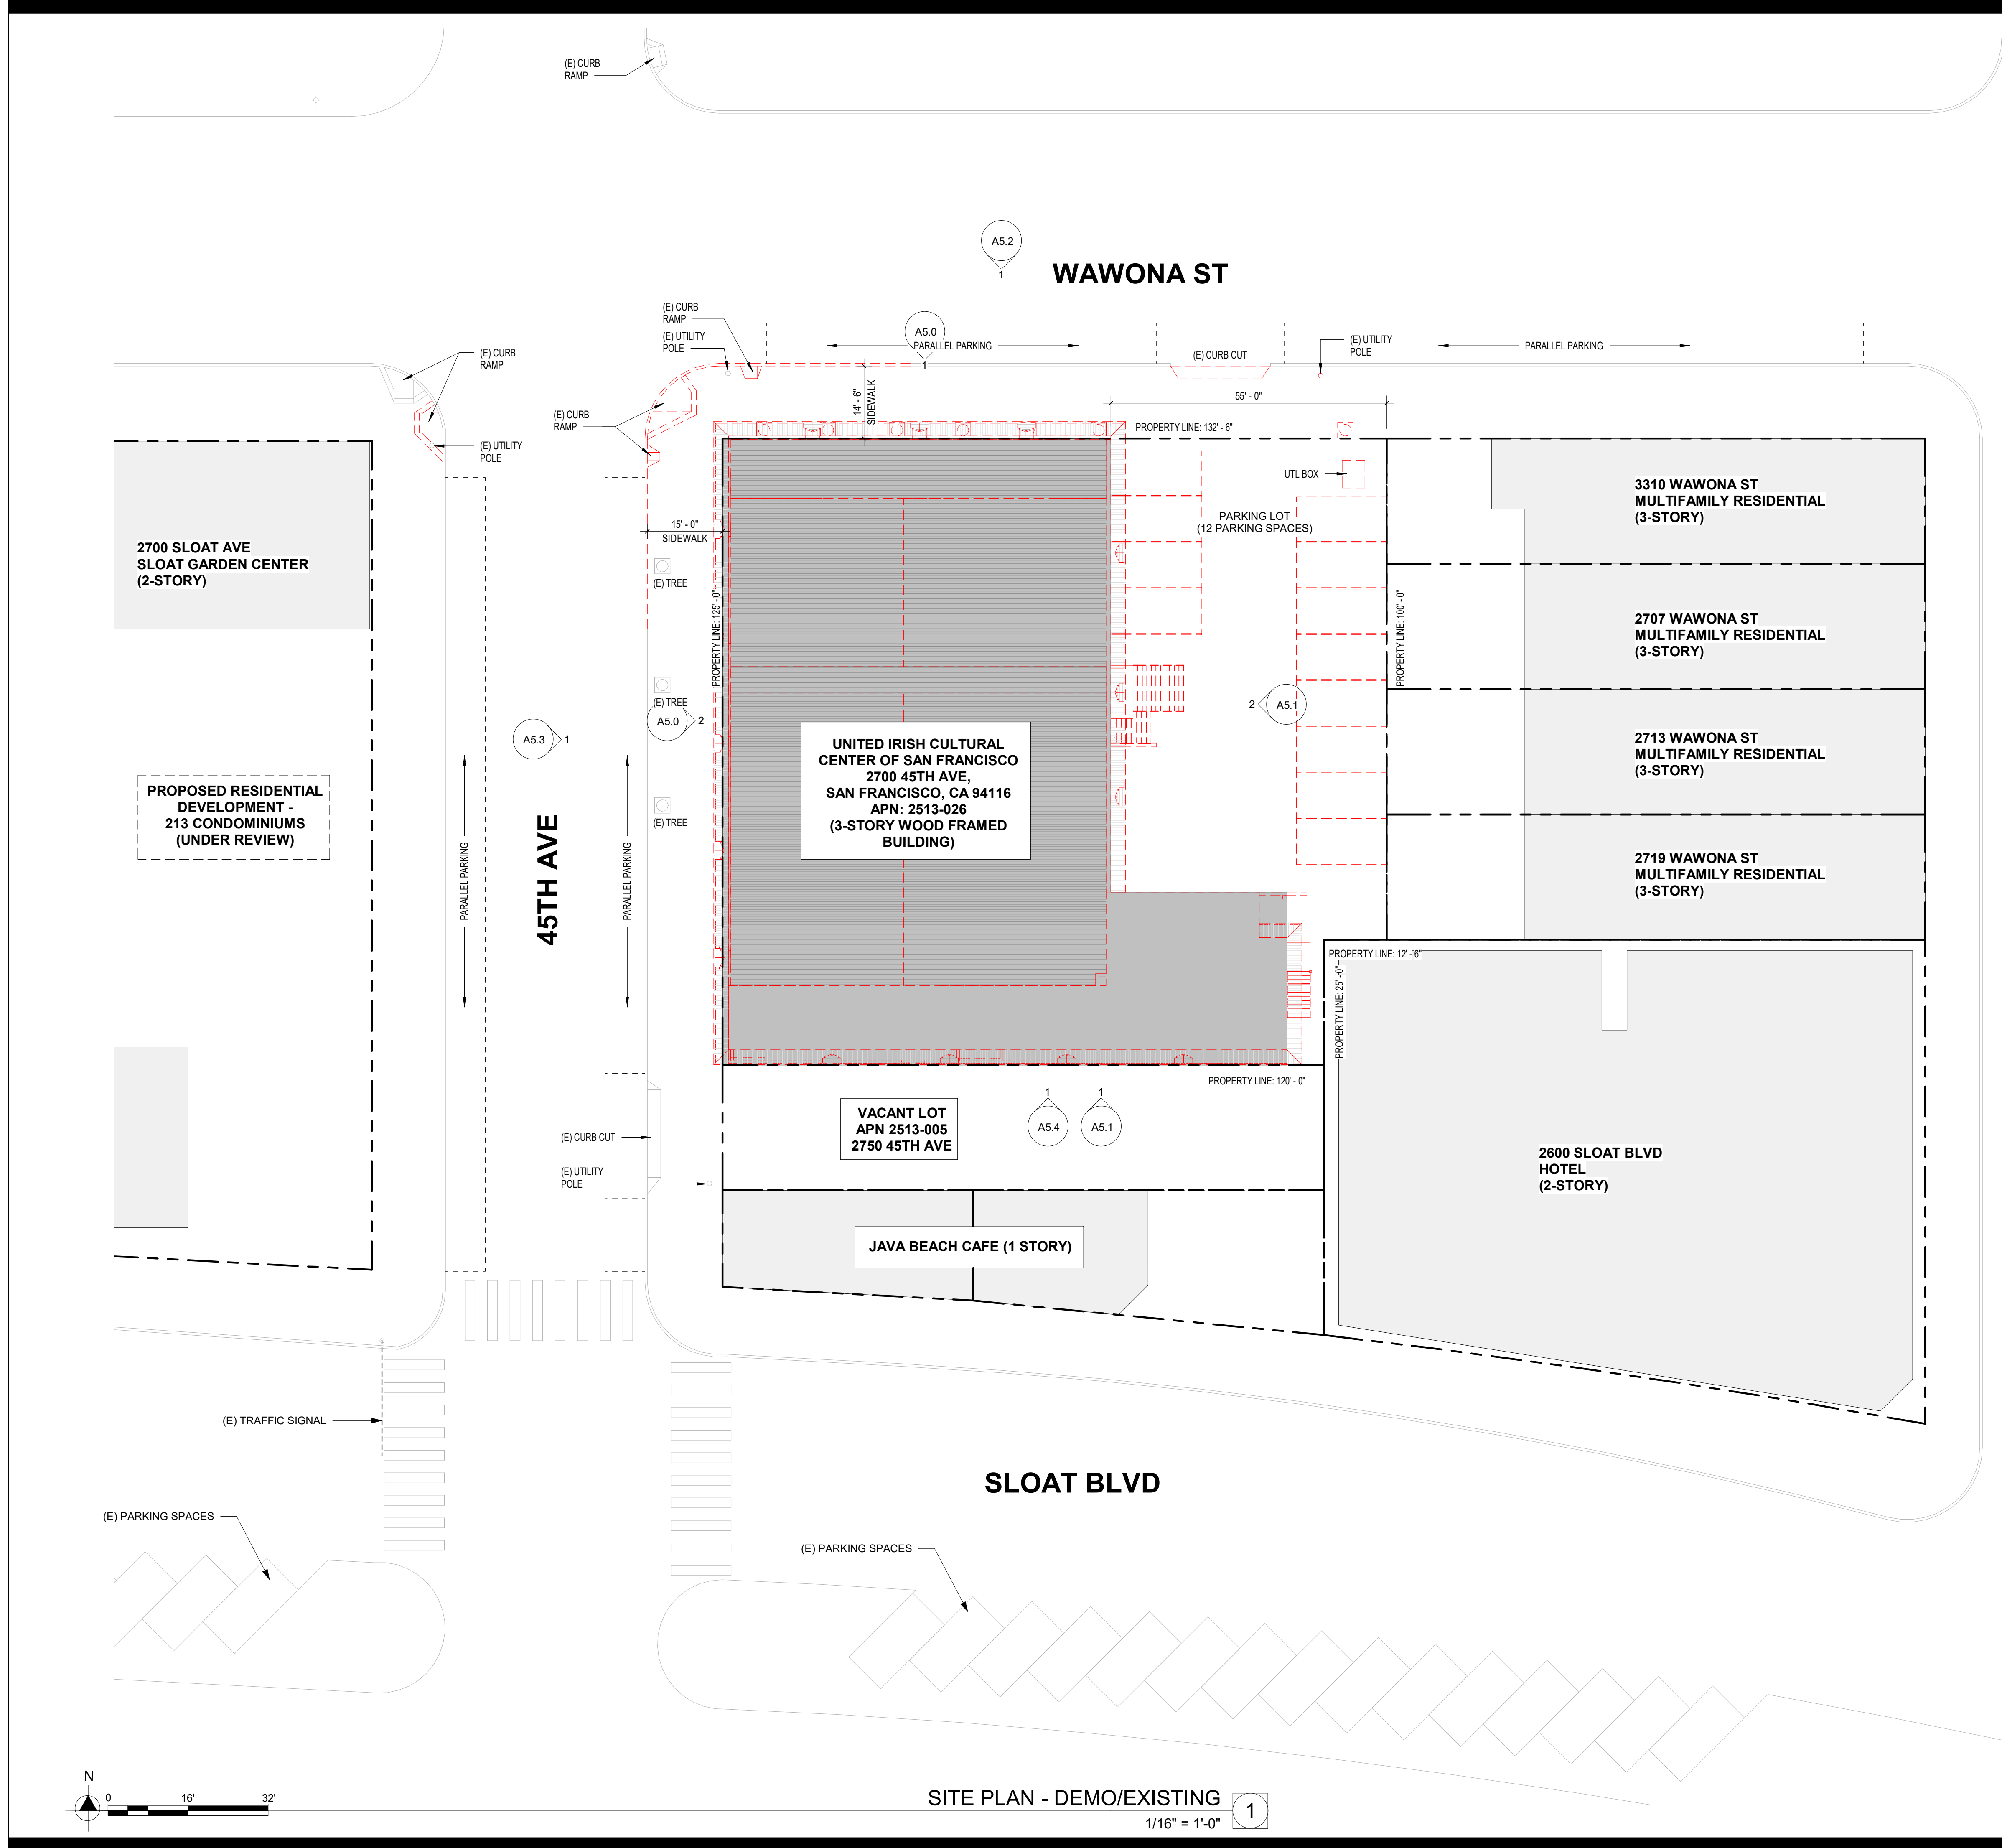 (E) CURB
RAMP
A5.2
1
WAWONA ST
(E) CURB
RAMP
(E) UTILITY
POLE
A5.0
1
PARALLEL PARKING
(E) CURB CUT
(E) UTILITY
POLE
PARALLEL PARKING
(E) CURB
RAMP
(E) UTILITY
POLE
(E) CURB
RAMP
14' - 6"
SIDEWALK
55' - 0"
PROPERTY LINE: 132' - 6"
UTL BOX
PARKING LOT
(12 PARKING SPACES)
15' - 0"
SIDEWALK
(E) TREE
(E) TREE
(E) TREE
A5.0
2
A5.3
1
PROPERTY LINE: 125' - 0"
PROPERTY LINE: 100' - 0"
2
A5.1
3310 WAWONA ST
MULTIFAMILY RESIDENTIAL
(3-STORY)
2707 WAWONA ST
MULTIFAMILY RESIDENTIAL
(3-STORY)
2713 WAWONA ST
MULTIFAMILY RESIDENTIAL
(3-STORY)
2719 WAWONA ST
MULTIFAMILY RESIDENTIAL
(3-STORY)
2700 SLOAT AVE
SLOAT GARDEN CENTER
(2-STORY)
PROPOSED RESIDENTIAL
DEVELOPMENT -
213 CONDOMINIUMS
(UNDER REVIEW)
PARALLEL PARKING
45TH AVE
PARALLEL PARKING
UNITED IRISH CULTURAL
CENTER OF SAN FRANCISCO
2700 45TH AVE,
SAN FRANCISCO, CA 94116
APN: 2513-026
(3-STORY WOOD FRAMED
BUILDING)
PROPERTY LINE: 12' - 6"
PROPERTY LINE: 25' - 0"
PROPERTY LINE: 120' - 0"
VACANT LOT
APN 2513-005
2750 45TH AVE
1
A5.4
1
A5.1
(E) CURB CUT
(E) UTILITY
POLE
JAVA BEACH CAFE (1 STORY)
2600 SLOAT BLVD
HOTEL
(2-STORY)
(E) TRAFFIC SIGNAL
SLOAT BLVD
(E) PARKING SPACES
(E) PARKING SPACES
N
0 16' 32'
SITE PLAN - DEMO/EXISTING
1
1/16" = 1'-0"